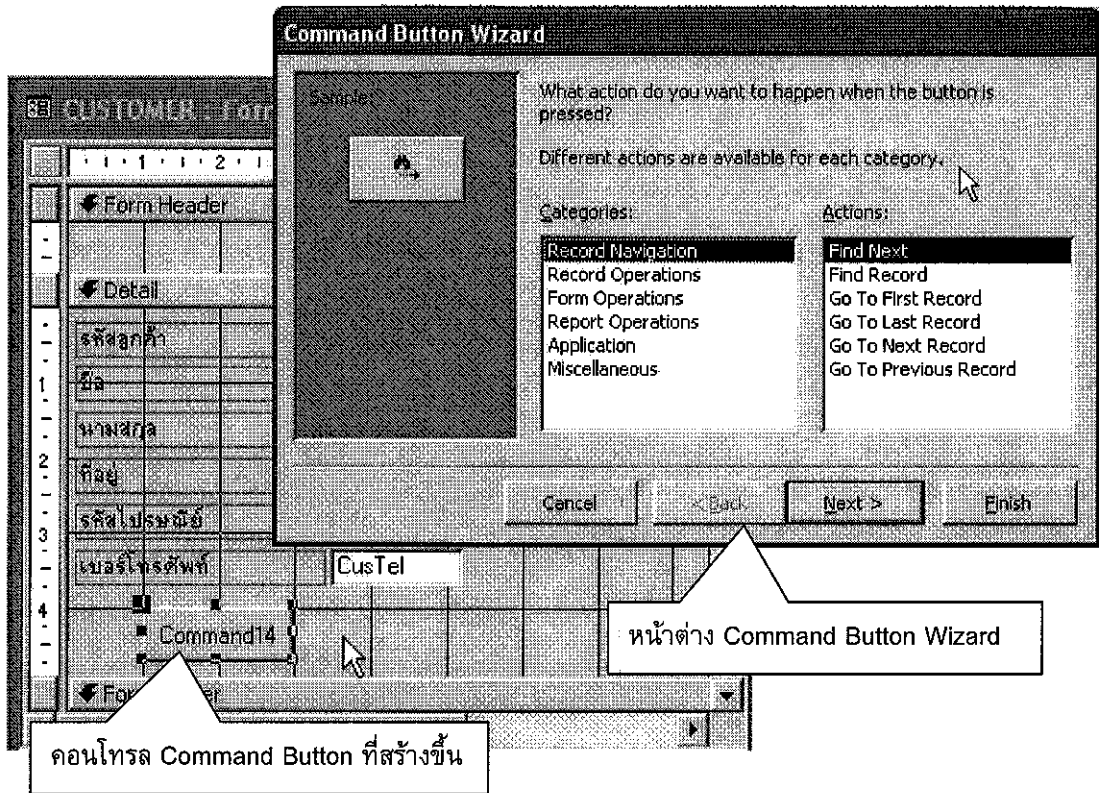 Command Button Wizard
Sample:
What action do you want to happen when the button is
pressed?
Different actions are available for each category.
Categories:
Record Navigation
Record Operations
Form Operations
Report Operations
Application
Miscellaneous
Actions:
Find Next
Find Record
Go To First Record
Go To Last Record
Go To Next Record
Go To Previous Record
Cancel
< Back
Next >
Finish
CUSTOMER : Form
1 2
Form Header
Detail
รหัสลูกค้า
1
ชื่อ
นามสกุล
2
ที่อยู่
รหัสไปรษณีย์
3
เบอร์โทรศัพท์
CusTel
4
Command14
หน้าต่าง Command Button Wizard
คอนโทรล Command Button ที่สร้างขึ้น